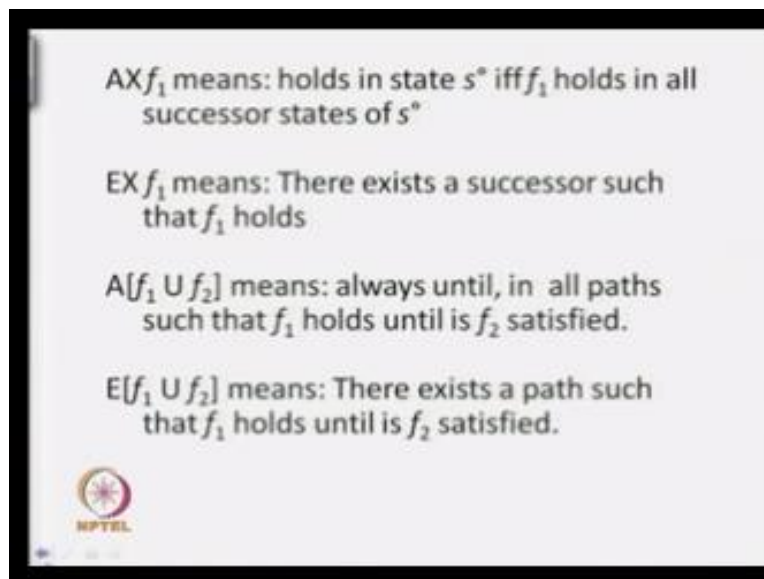 AXf₁ means: holds in state s° iff f₁ holds in all
successor states of s°
EX f₁ means: There exists a successor such
that f₁ holds
A[f₁ U f₂] means: always until, in all paths
such that f₁ holds until is f₂ satisfied.
E[f₁ U f₂] means: There exists a path such
that f₁ holds until is f₂ satisfied.
NPTEL